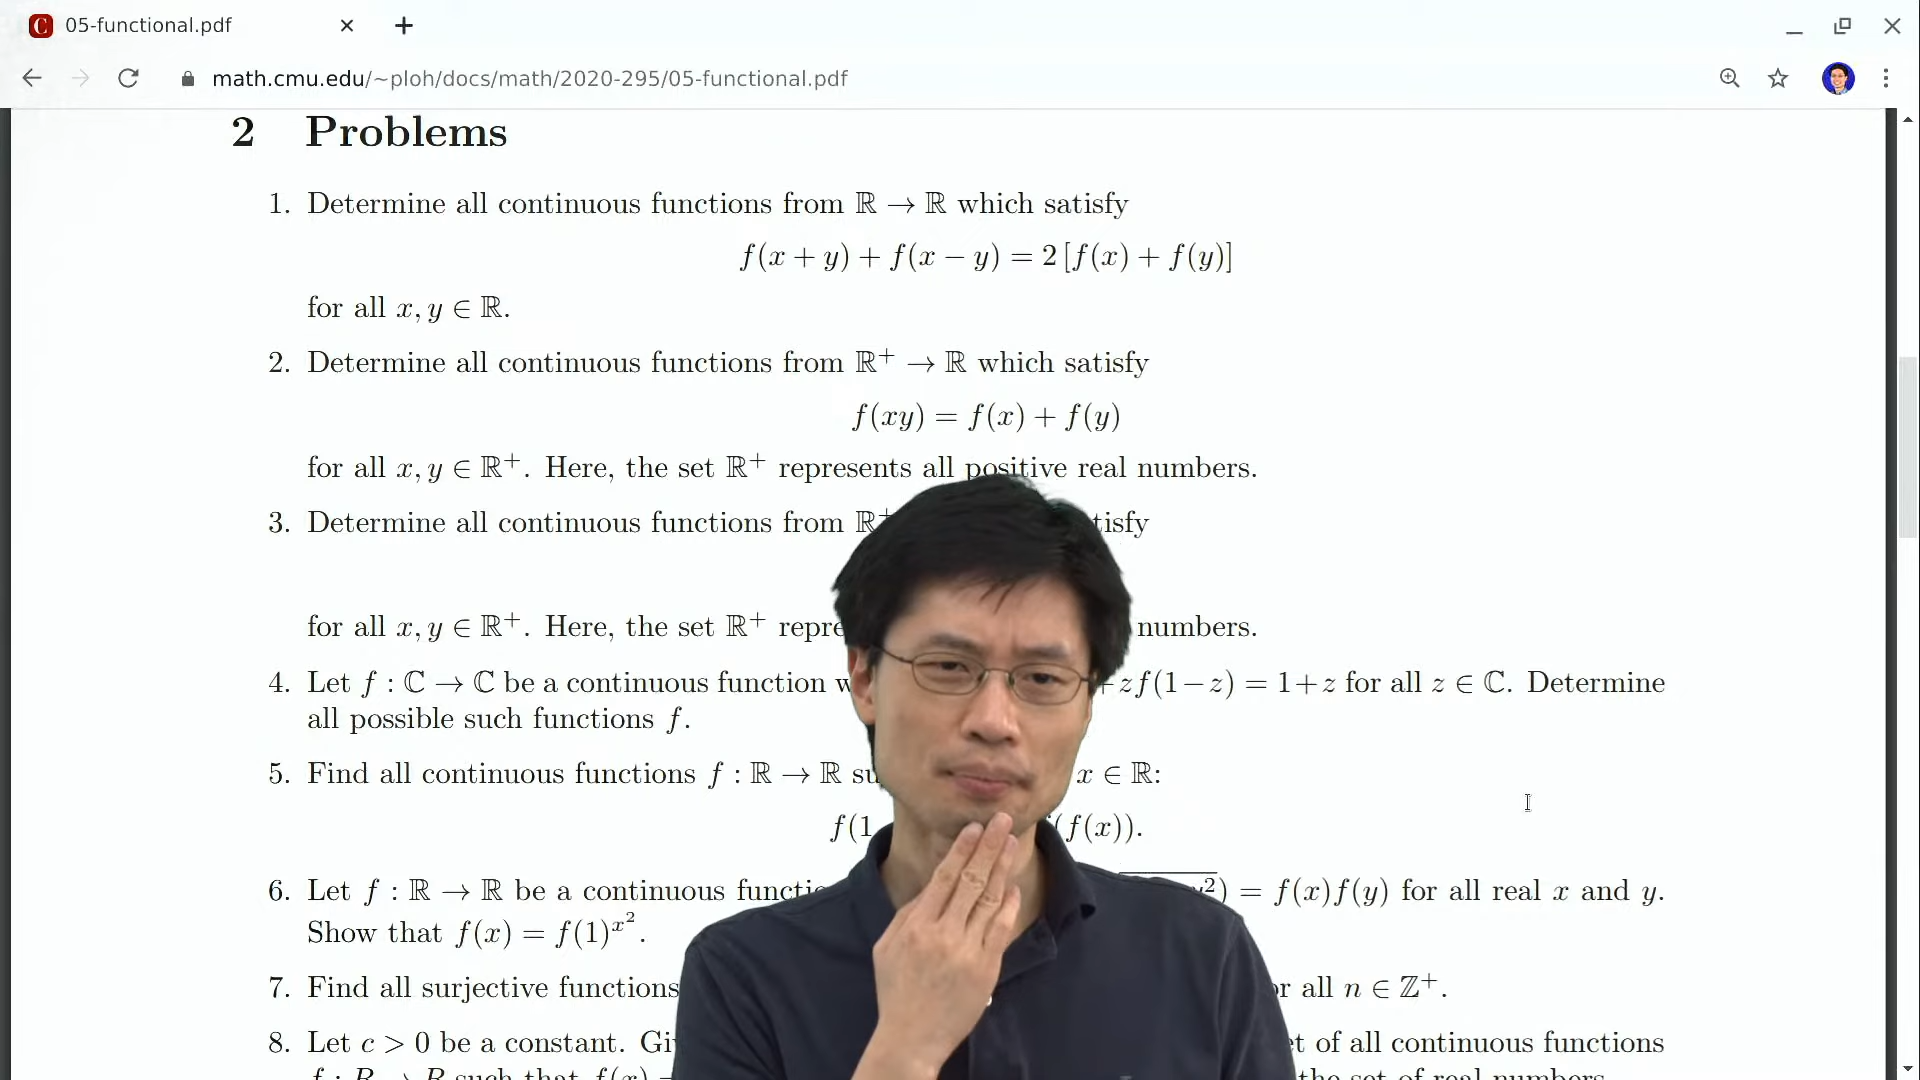 05-functional.pdf
math.cmu.edu/~ploh/docs/math/2020-295/05-functional.pdf
2 Problems
1. Determine all continuous functions from ℝ → ℝ which satisfy
f(x + y) + f(x − y) = 2 [f(x) + f(y)]
for all x, y ∈ ℝ.
2. Determine all continuous functions from ℝ⁺ → ℝ which satisfy
f(xy) = f(x) + f(y)
for all x, y ∈ ℝ⁺. Here, the set ℝ⁺ represents all positive real numbers.
3. Determine all continuous functions from ℝ⁺
for all x, y ∈ ℝ⁺. Here, the set ℝ⁺ numbers.
4. Let f : ℂ → ℂ be a continuous function zf(1−z) = 1+z for all z ∈ ℂ. Determine
all possible such functions f.
5. Find all continuous functions f : ℝ → ℝ x ∈ ℝ:
f(1 (f(x)).
6. Let f : ℝ → ℝ be a continuous ²) = f(x)f(y) for all real x and y.
Show that f(x) = f(1)^{x²}.
7. Find all surjective functions all n ∈ ℤ⁺.
8. Let c > 0 be a constant. of all continuous functions